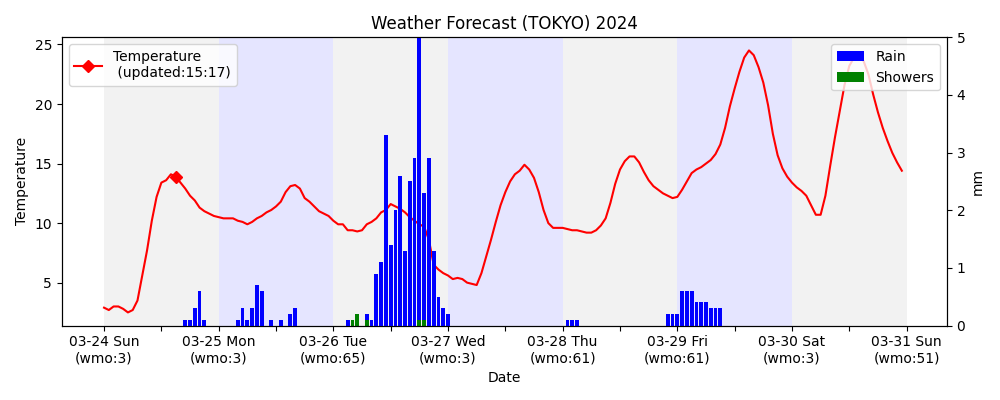 Weather Forecast (TOKYO) 2024
Temperature
(updated:15:17)
Rain
Showers
25
20
15
10
5
Temperature
5
4
3
2
1
0
mm
03-24 Sun
(wmo:3)
03-25 Mon
(wmo:3)
03-26 Tue
(wmo:65)
03-27 Wed
(wmo:3)
03-28 Thu
(wmo:61)
03-29 Fri
(wmo:61)
03-30 Sat
(wmo:3)
03-31 Sun
(wmo:51)
Date